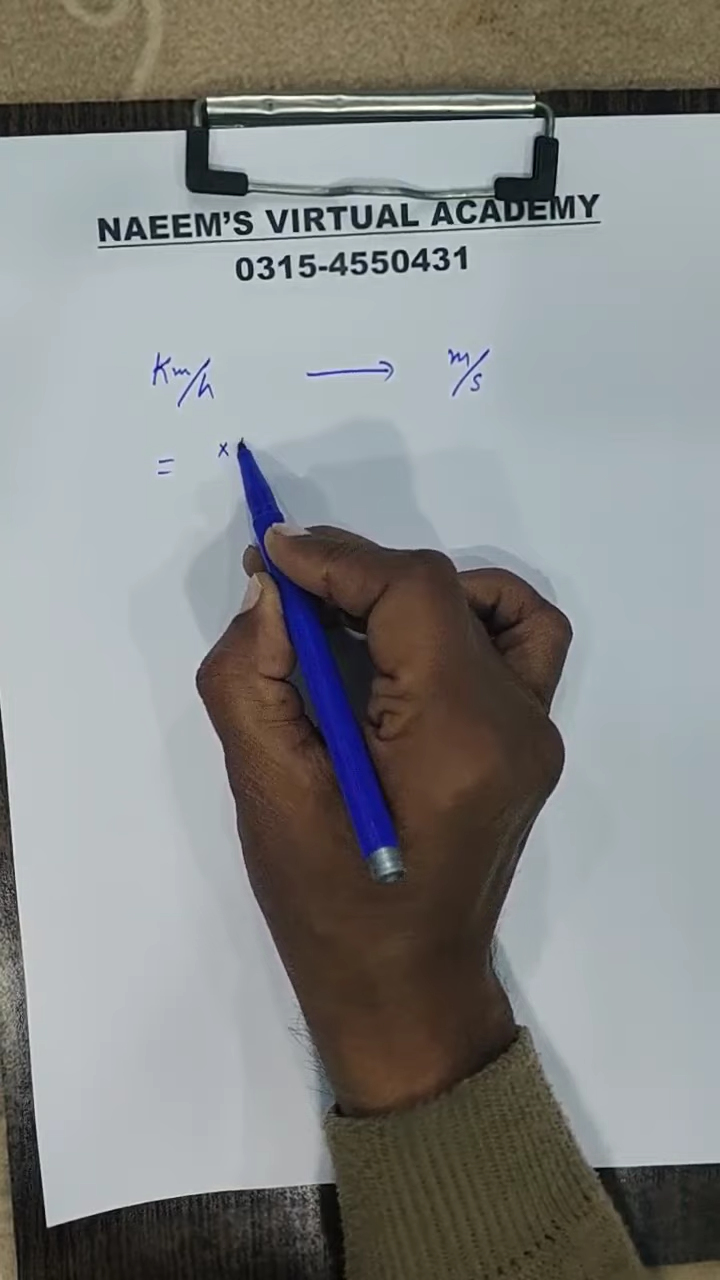 NAEEM'S VIRTUAL ACADEMY
0315-4550431
Km/h → m/s
= ×